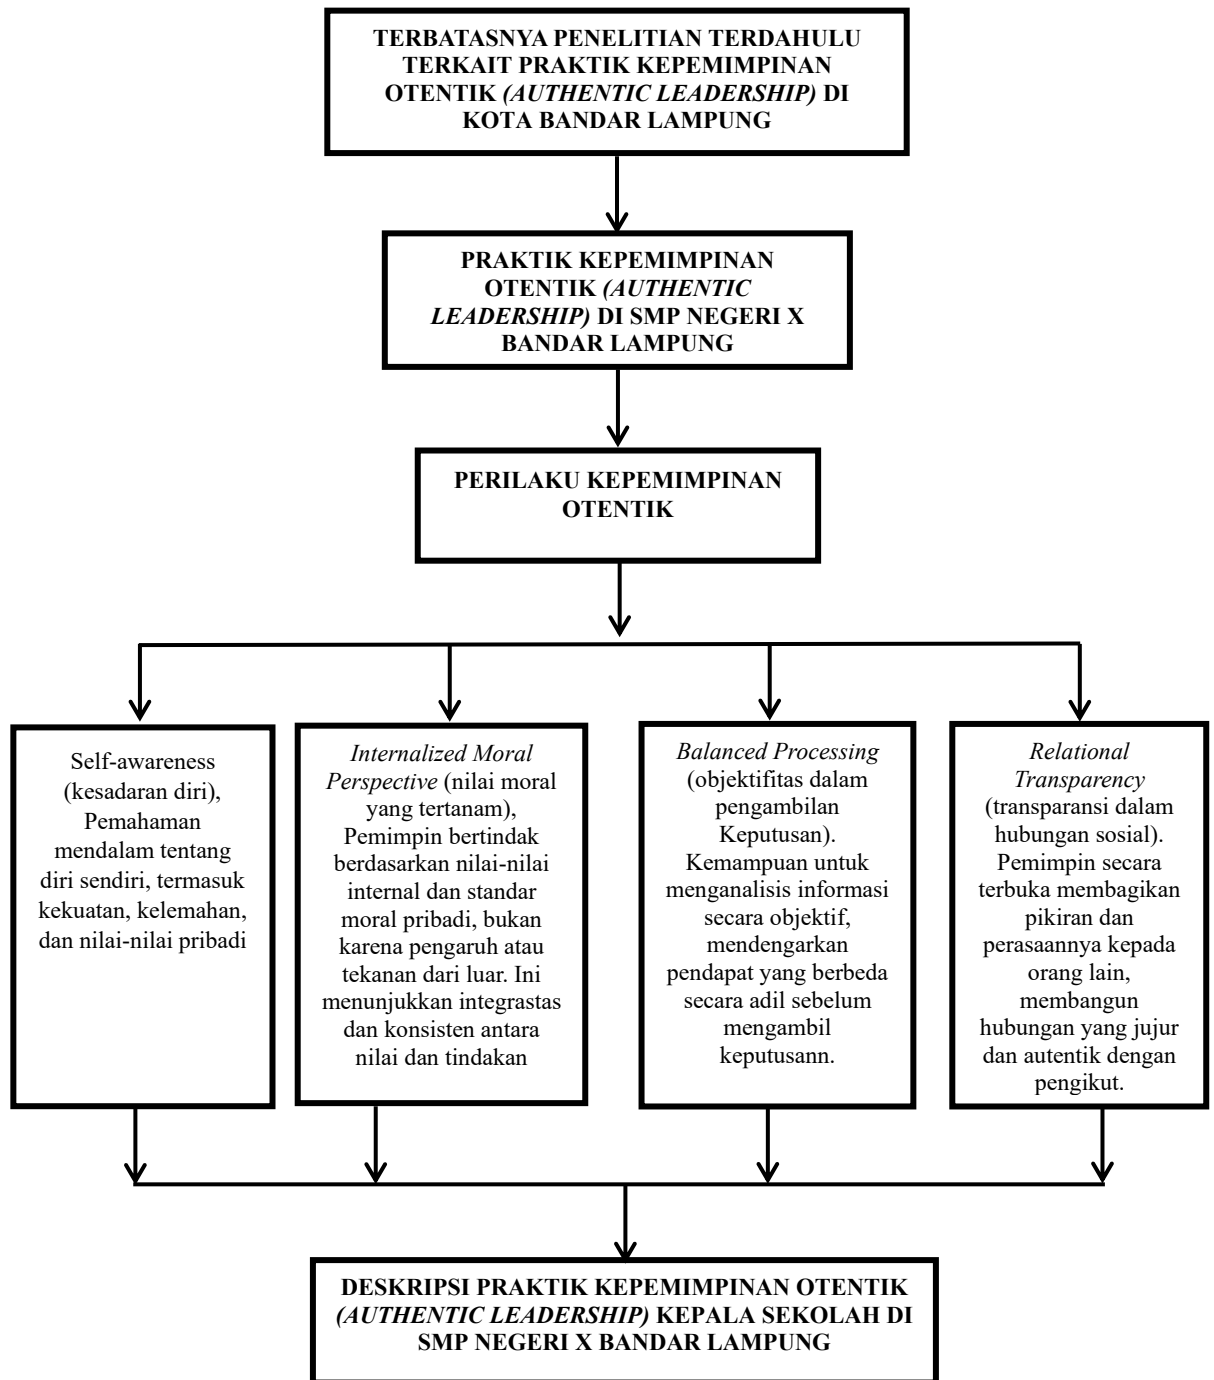 TERBATASNYA PENELITIAN TERDAHULU
TERKAIT PRAKTIK KEPEMIMPINAN
OTENTIK (AUTHENTIC LEADERSHIP) DI
KOTA BANDAR LAMPUNG
PRAKTIK KEPEMIMPINAN
OTENTIK (AUTHENTIC
LEADERSHIP) DI SMP NEGERI X
BANDAR LAMPUNG
PERILAKU KEPEMIMPINAN
OTENTIK
Self-awareness
(kesadaran diri),
Pemahaman
mendalam tentang
diri sendiri, termasuk
kekuatan, kelemahan,
dan nilai-nilai pribadi
Internalized Moral
Perspective (nilai moral
yang tertanam),
Pemimpin bertindak
berdasarkan nilai-nilai
internal dan standar
moral pribadi, bukan
karena pengaruh atau
tekanan dari luar. Ini
menunjukkan integrastas
dan konsisten antara
nilai dan tindakan
Balanced Processing
(objektifitas dalam
pengambilan
Keputusan).
Kemampuan untuk
menganalisis informasi
secara objektif,
mendengarkan
pendapat yang berbeda
secara adil sebelum
mengambil
keputusann.
Relational
Transparency
(transparansi dalam
hubungan sosial).
Pemimpin secara
terbuka membagikan
pikiran dan
perasaannya kepada
orang lain,
membangun
hubungan yang jujur
dan autentik dengan
pengikut.
DESKRIPSI PRAKTIK KEPEMIMPINAN OTENTIK
(AUTHENTIC LEADERSHIP) KEPALA SEKOLAH DI
SMP NEGERI X BANDAR LAMPUNG